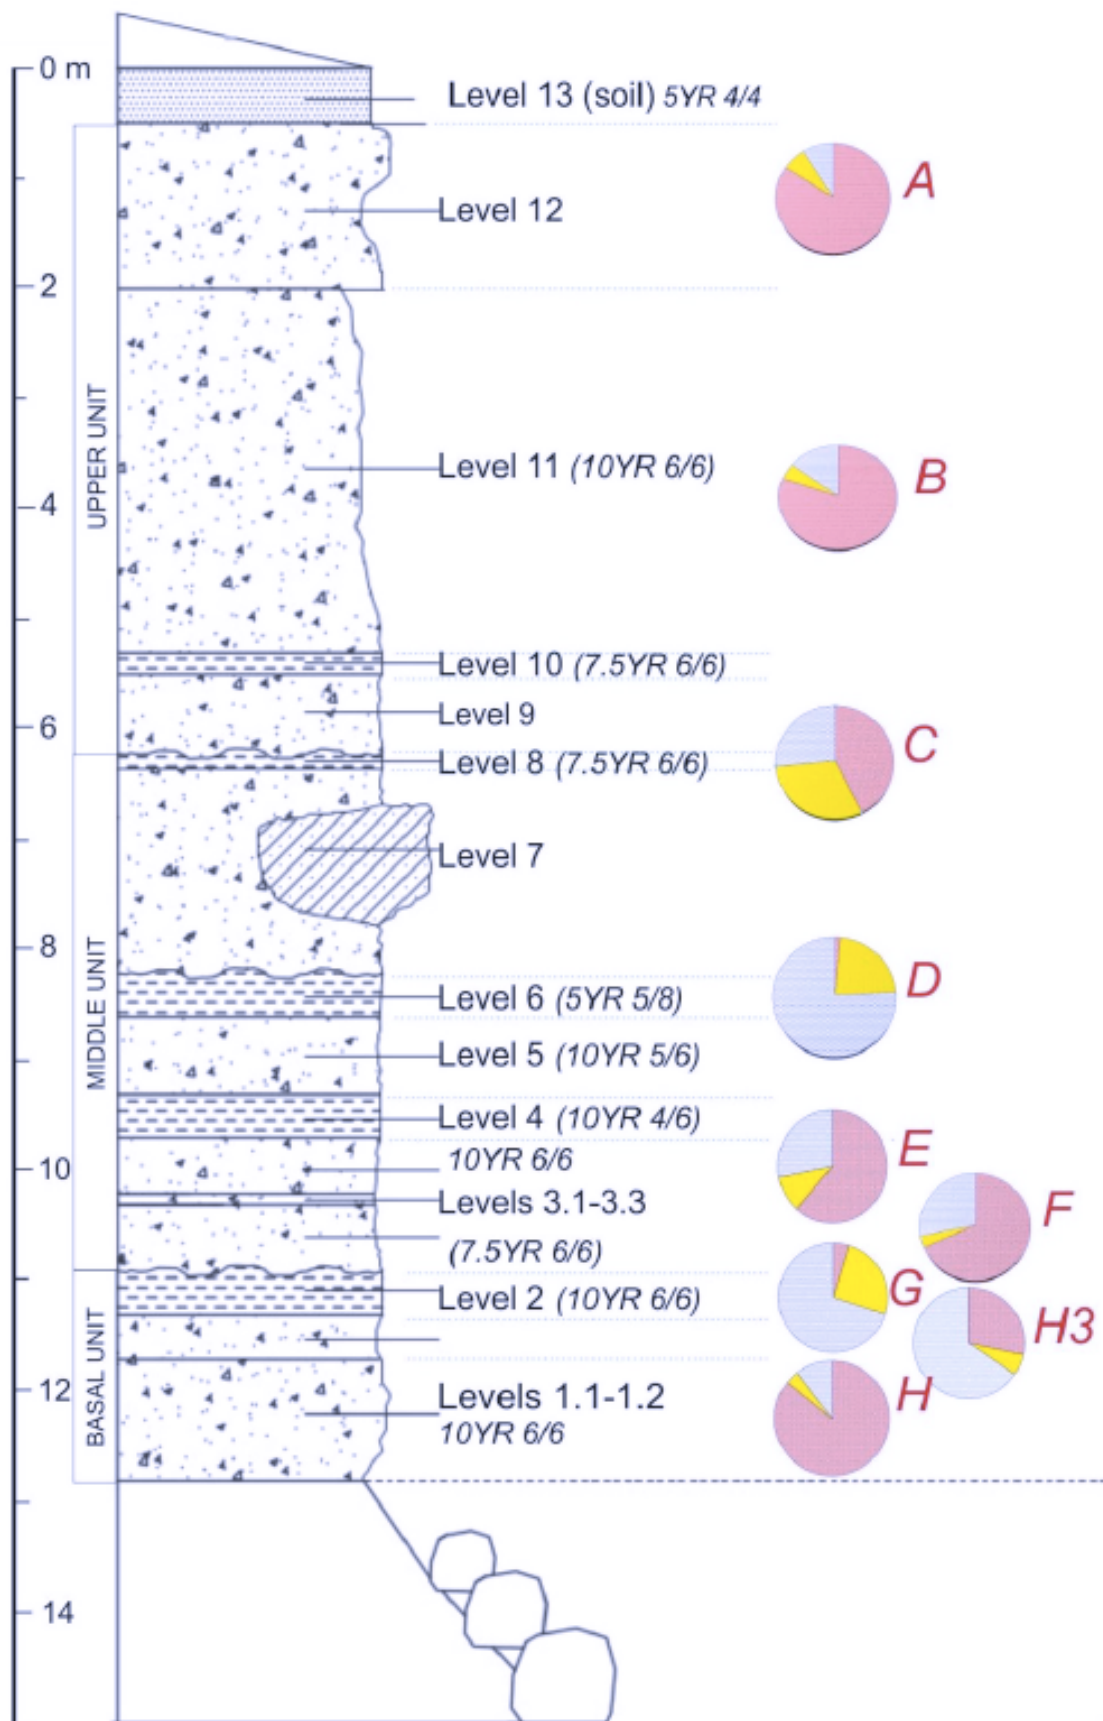 0 m
Level 13 (soil) 5YR 4/4
A
Level 12
2
UPPER UNIT
Level 11 (10YR 6/6)
B
4
Level 10 (7.5YR 6/6)
Level 9
6
C
Level 8 (7.5YR 6/6)
Level 7
8
MIDDLE UNIT
D
Level 6 (5YR 5/8)
Level 5 (10YR 5/6)
Level 4 (10YR 4/6)
E
10YR 6/6
10
Levels 3.1-3.3
F
(7.5YR 6/6)
G
Level 2 (10YR 6/6)
H3
BASAL UNIT
12
Levels 1.1-1.2
H
10YR 6/6
14